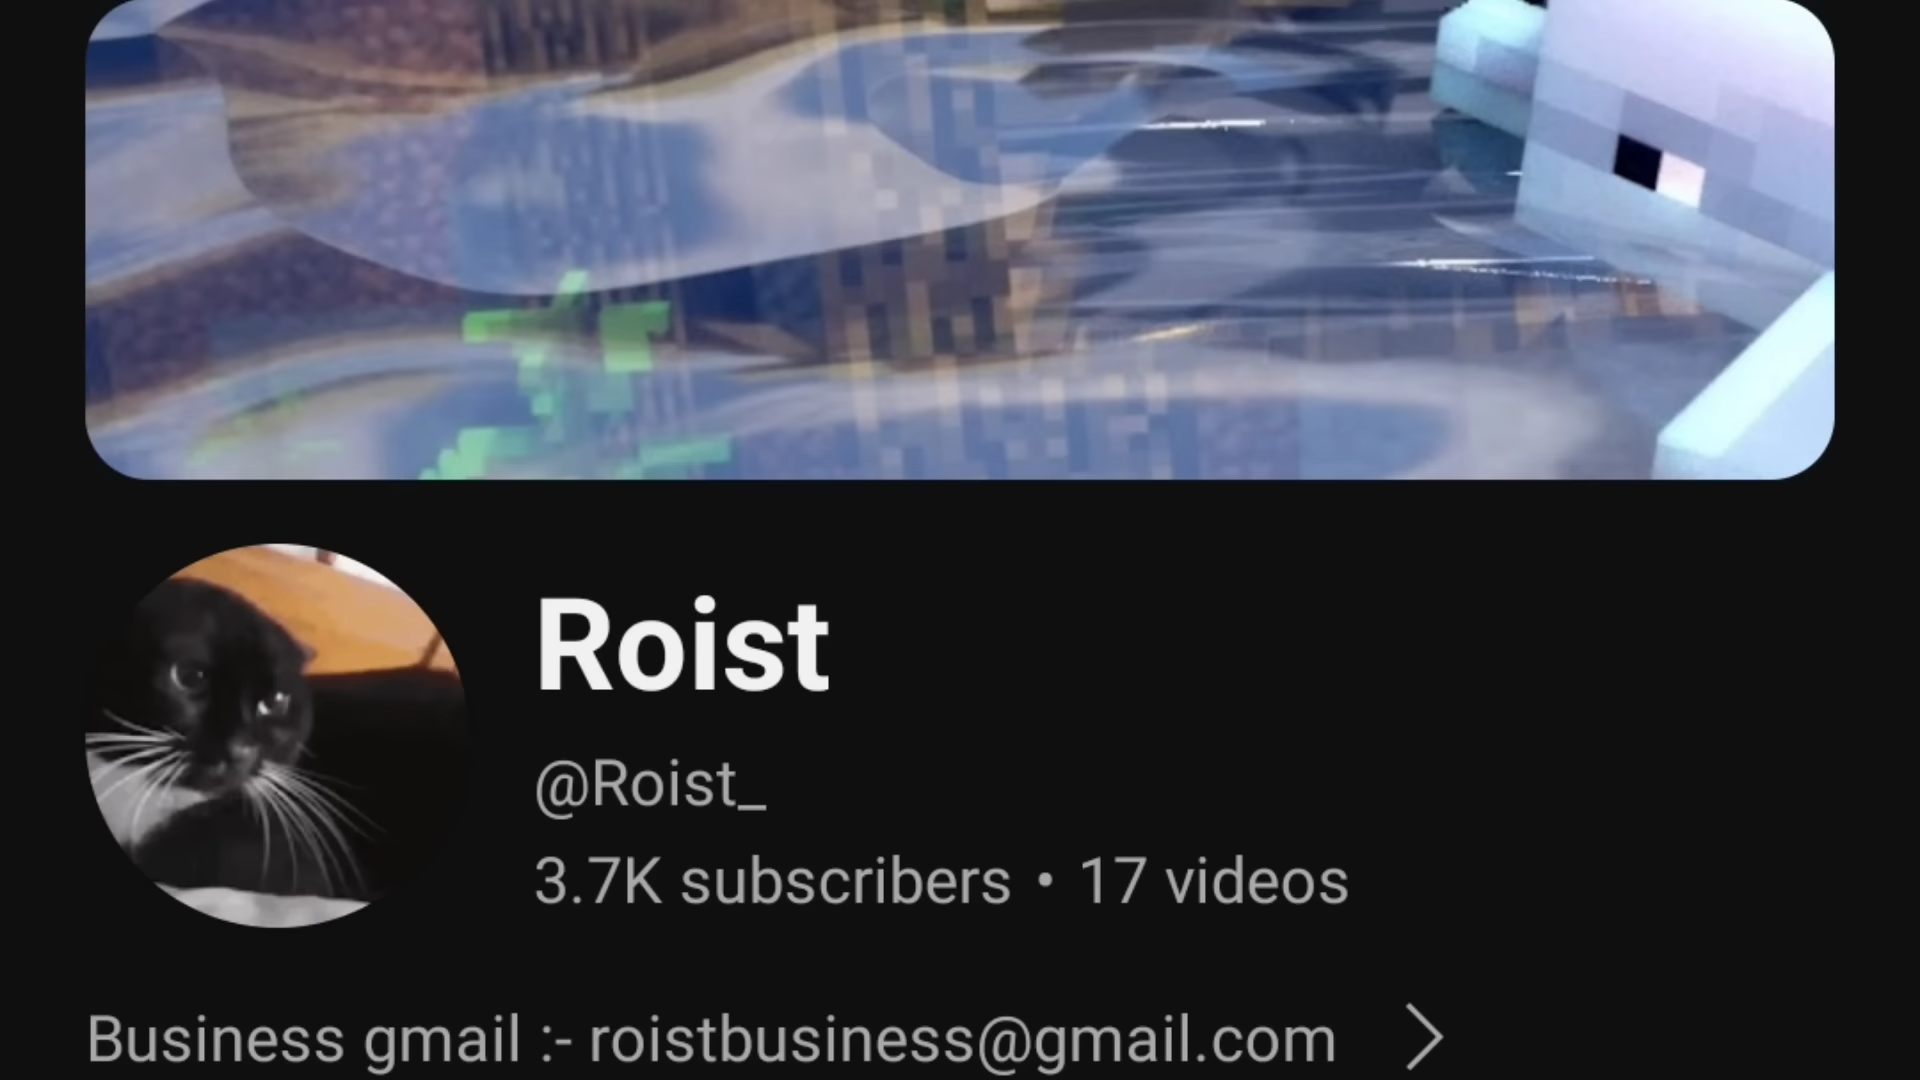 Roist
@Roist_
3.7K subscribers • 17 videos
Business gmail :- roistbusiness@gmail.com